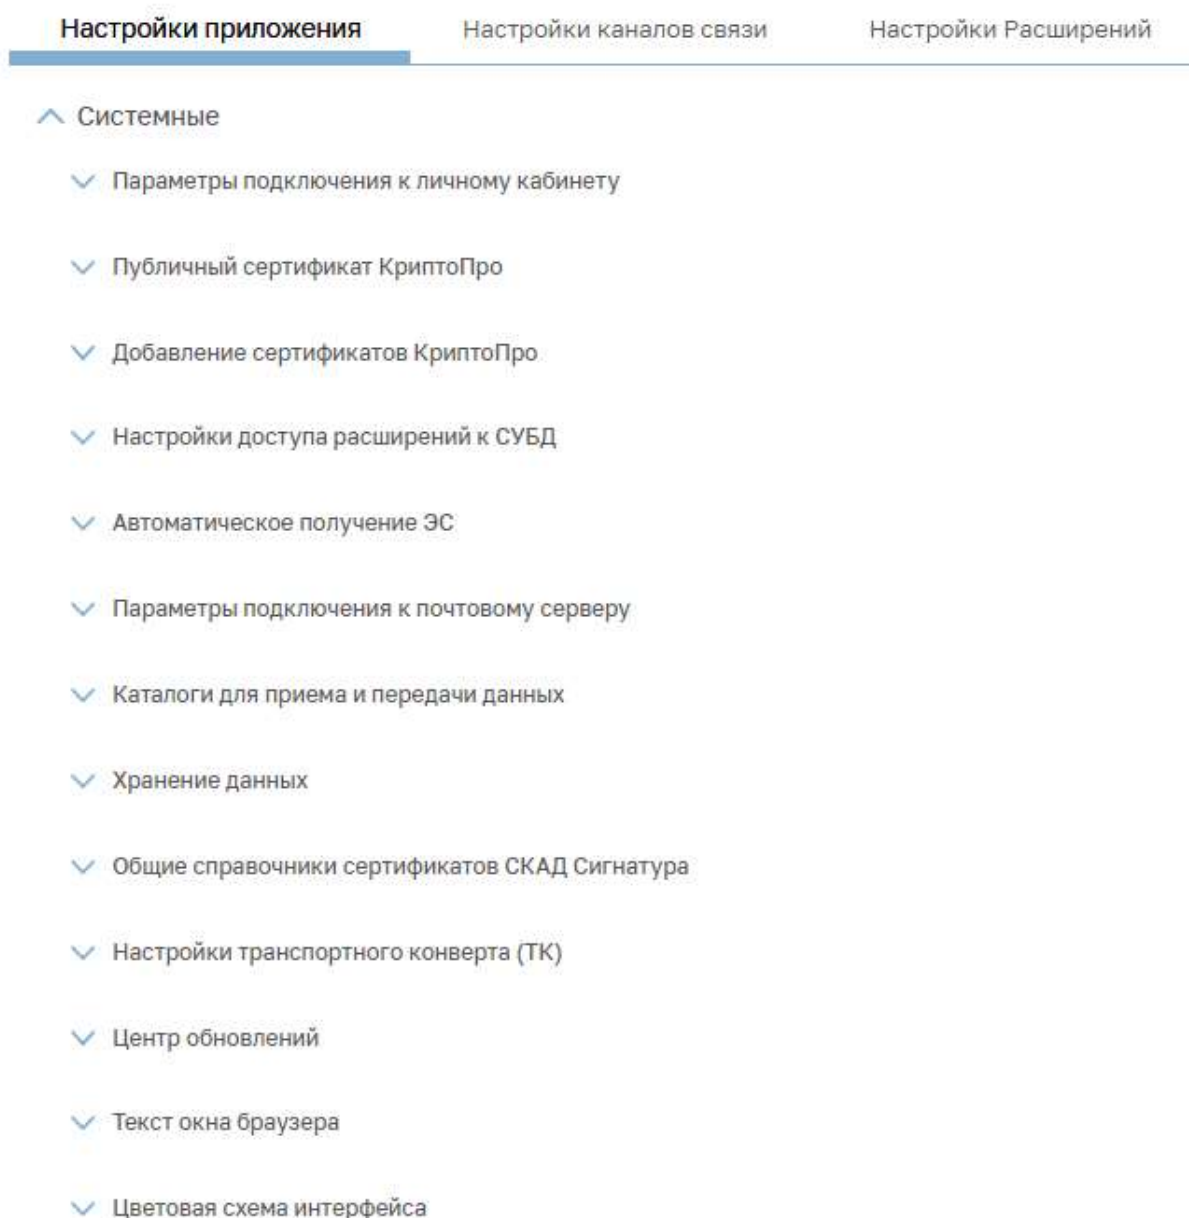 Настройки приложения Настройки каналов связи Настройки Расширений
Системные
Параметры подключения к личному кабинету
Публичный сертификат КриптоПро
Добавление сертификатов КриптоПро
Настройки доступа расширений к СУБД
Автоматическое получение ЭС
Параметры подключения к почтовому серверу
Каталоги для приема и передачи данных
Хранение данных
Общие справочники сертификатов СКАД Сигнатура
Настройки транспортного конверта (ТК)
Центр обновлений
Текст окна браузера
Цветовая схема интерфейса